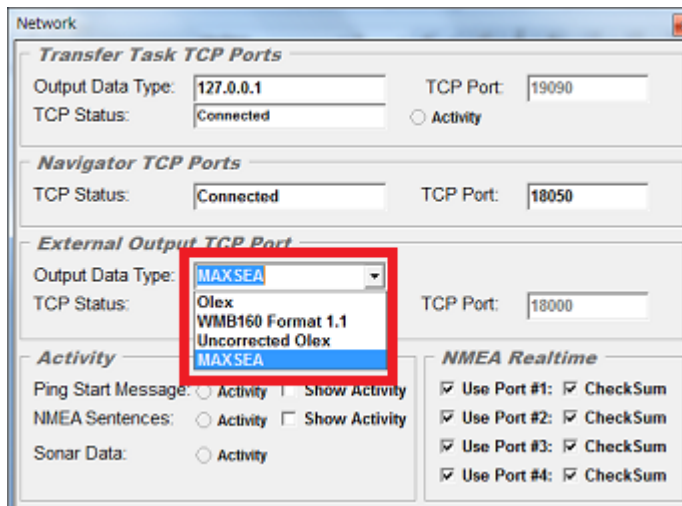 Network
Transfer Task TCP Ports
Output Data Type: 127.0.0.1 TCP Port: 19090
TCP Status: Connected Activity
Navigator TCP Ports
TCP Status: Connected TCP Port: 18050
External Output TCP Port
Output Data Type: MAXSEA
TCP Status: TCP Port: 18000
Olex
WMB160 Format 1.1
Uncorrected Olex
MAXSEA
Activity
Ping Start Message: Activity Show Activity
NMEA Sentences: Activity Show Activity
Sonar Data: Activity
NMEA Realtime
Use Port #1: CheckSum
Use Port #2: CheckSum
Use Port #3: CheckSum
Use Port #4: CheckSum